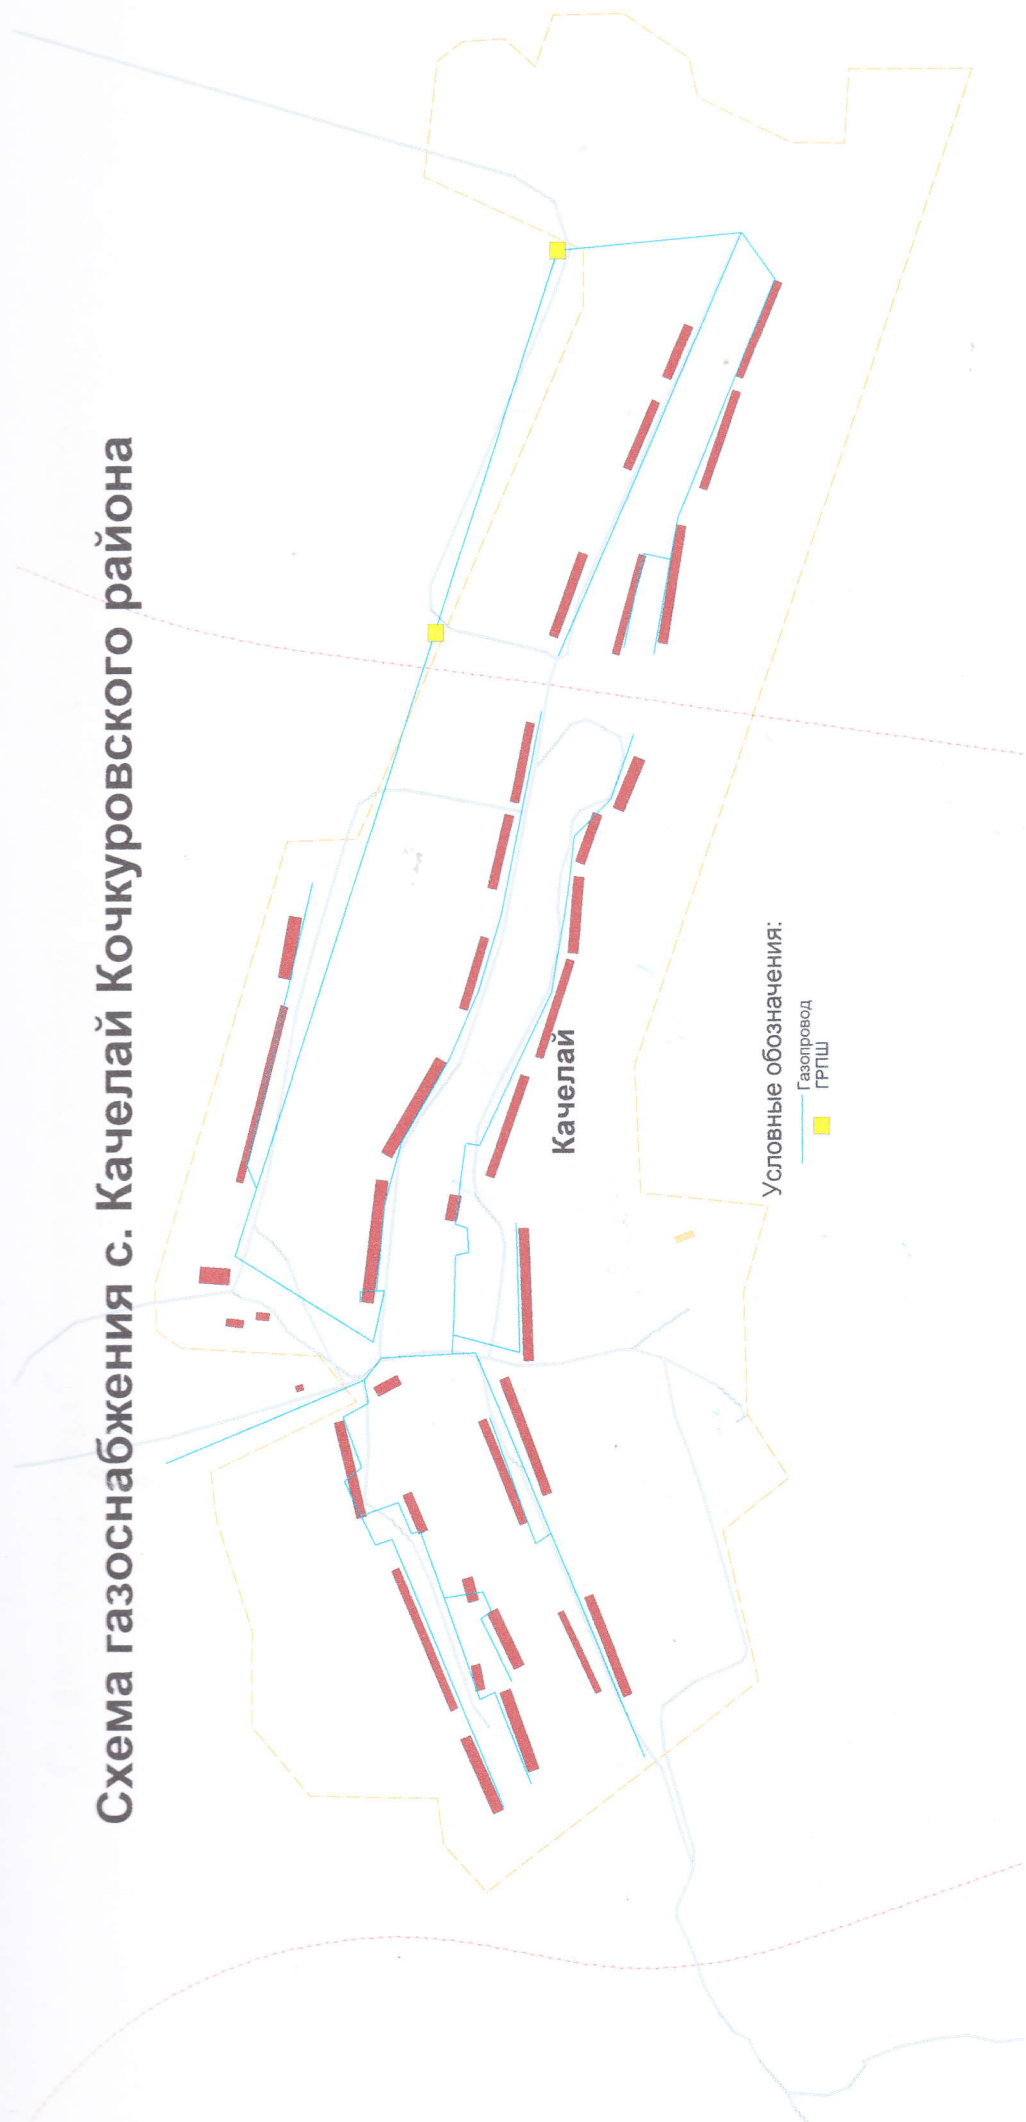 Схема газоснабжения с. Качелай Кочкуровского района
Качелай
Условные обозначения:
Газопровод
ГРПШ